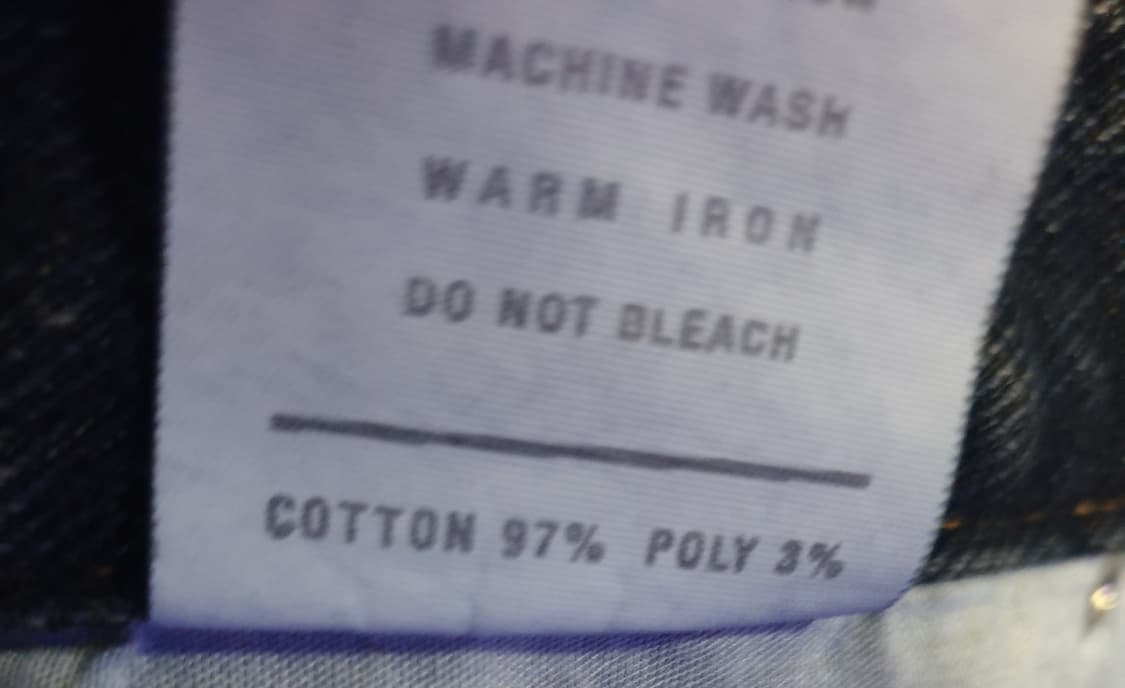 MACHINE WASH
WARM IRON
DO NOT BLEACH
COTTON 97% POLY 3%